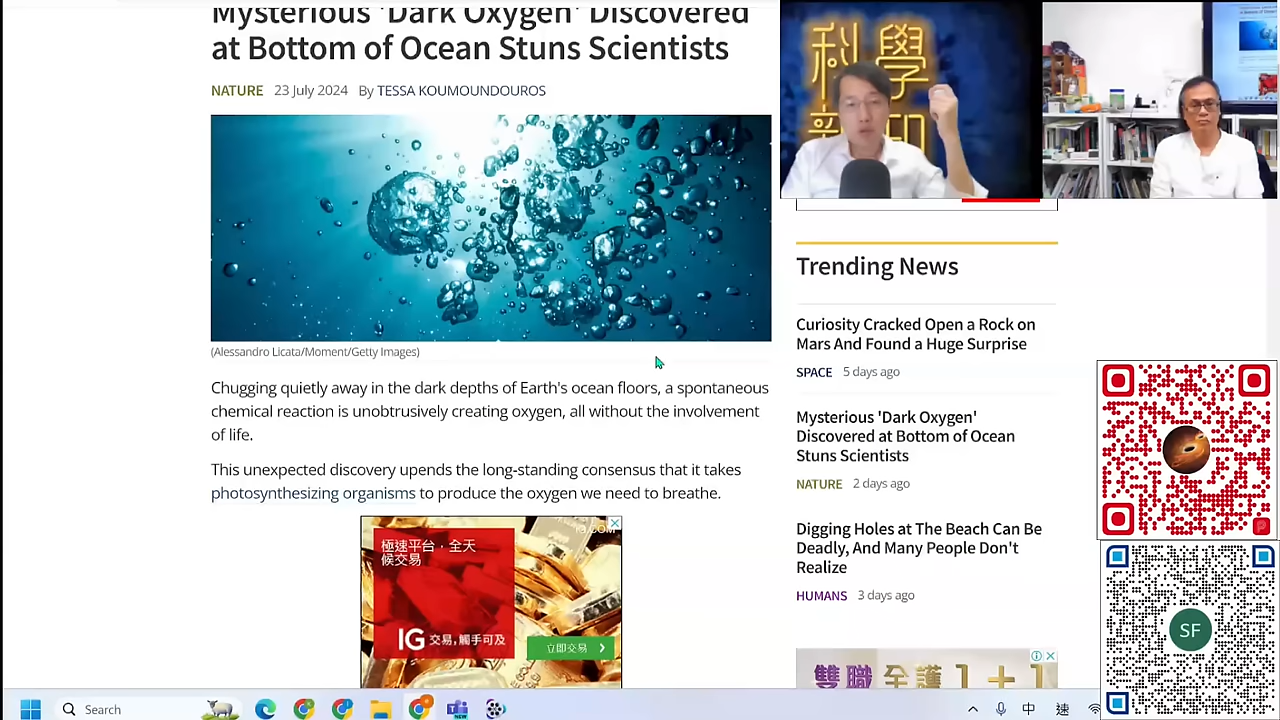 Mysterious 'Dark Oxygen' Discovered
at Bottom of Ocean Stuns Scientists
NATURE 23 July 2024 By TESSA KOUMOUNDOUROS
(Alessandro Licata/Moment/Getty Images)
Chugging quietly away in the dark depths of Earth's ocean floors, a spontaneous
chemical reaction is unobtrusively creating oxygen, all without the involvement
of life.
This unexpected discovery upends the long-standing consensus that it takes
photosynthesizing organisms to produce the oxygen we need to breathe.
極速平台，全天
候交易
IG 交易，觸手可及
立即交易
科學
Trending News
Curiosity Cracked Open a Rock on
Mars And Found a Huge Surprise
SPACE 5 days ago
Mysterious 'Dark Oxygen'
Discovered at Bottom of Ocean
Stuns Scientists
NATURE 2 days ago
Digging Holes at The Beach Can Be
Deadly, And Many People Don't
Realize
HUMANS 3 days ago
雙職全護1+1
SF
Search
中
速